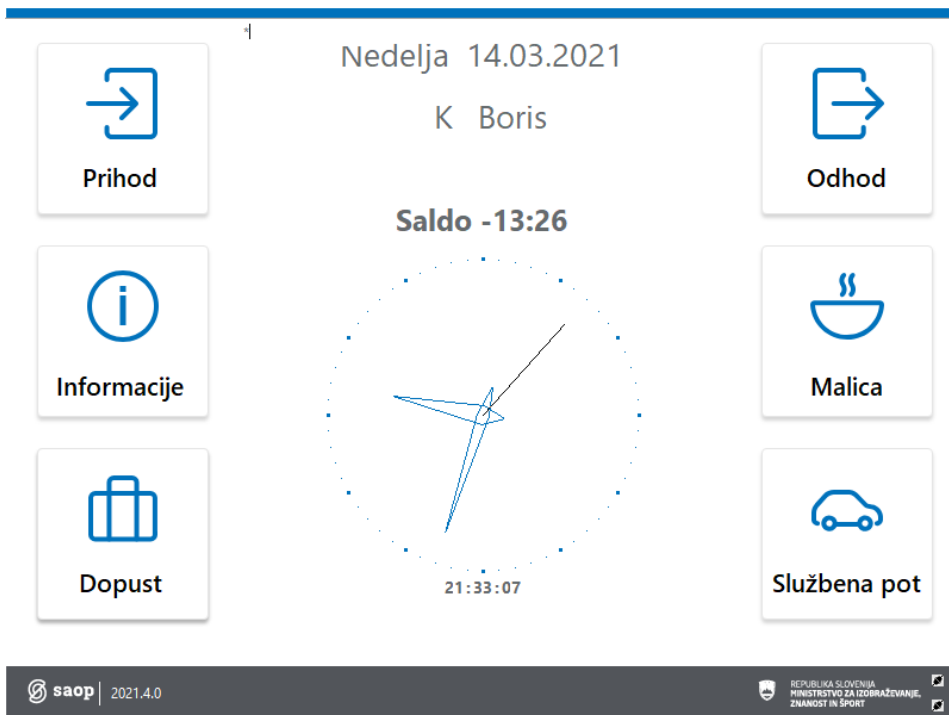 *
Nedelja 14.03.2021
K Boris
Prihod
Odhod
Saldo -13:26
Informacije
Malica
Dopust
Službena pot
21:33:07
saop 2021.4.0
REPUBLIKA SLOVENIJA
MINISTRSTVO ZA IZOBRAŽEVANJE,
ZNANOST IN ŠPORT